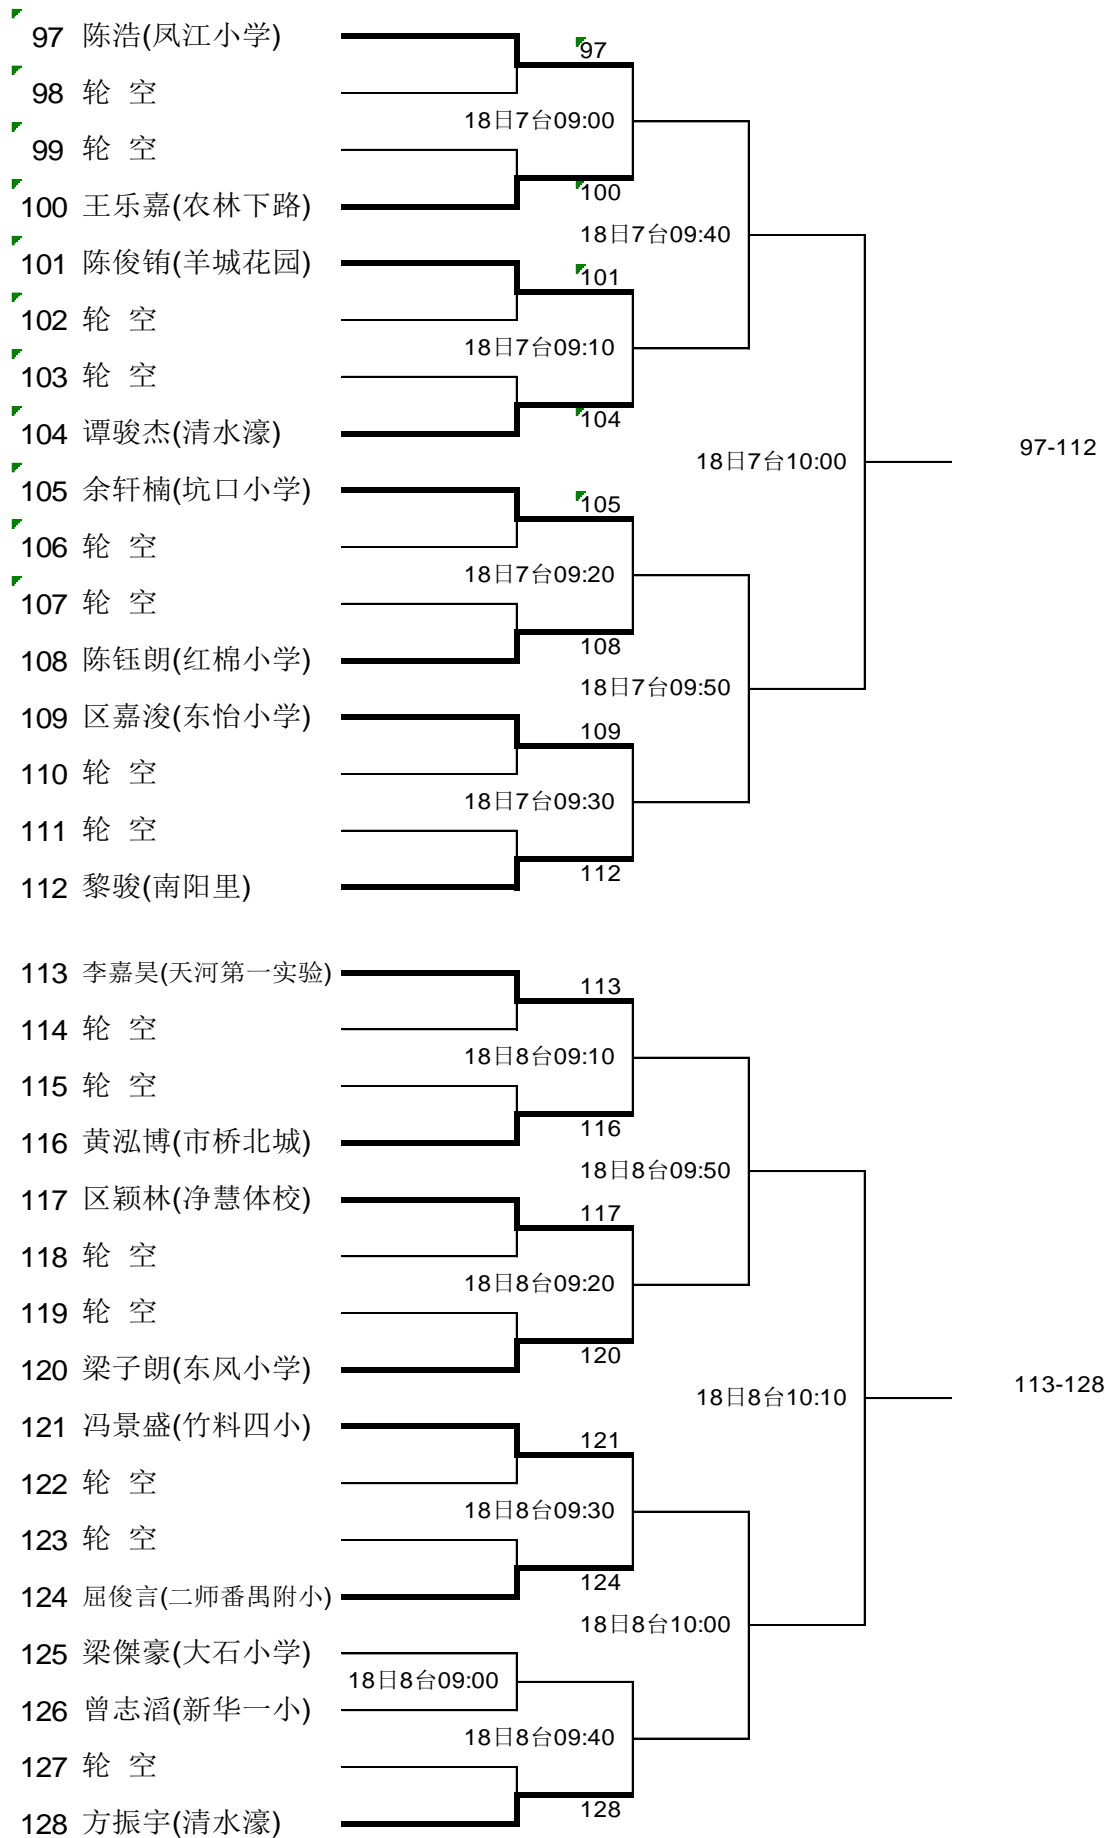 97 陈浩(凤江小学)
97
98 轮 空
18日7台09:00
99 轮 空
100
100 王乐嘉(农林下路)
18日7台09:40
101 陈俊铕(羊城花园)
101
102 轮 空
18日7台09:10
103 轮 空
104
104 谭骏杰(清水濠)
97-112
18日7台10:00
105 余轩楠(坑口小学)
105
106 轮 空
18日7台09:20
107 轮 空
108
108 陈钰朗(红棉小学)
18日7台09:50
109 区嘉浚(东怡小学)
109
110 轮 空
18日7台09:30
111 轮 空
112
112 黎骏(南阳里)
113 李嘉昊(天河第一实验)
113
114 轮 空
18日8台09:10
115 轮 空
116
116 黄泓博(市桥北城)
18日8台09:50
117 区颖林(净慧体校)
117
118 轮 空
18日8台09:20
119 轮 空
120
120 梁子朗(东风小学)
113-128
18日8台10:10
121 冯景盛(竹料四小)
121
122 轮 空
18日8台09:30
123 轮 空
124
124 屈俊言(二师番禺附小)
18日8台10:00
125 梁傑豪(大石小学)
18日8台09:00
126 曾志滔(新华一小)
18日8台09:40
127 轮 空
128
128 方振宇(清水濠)